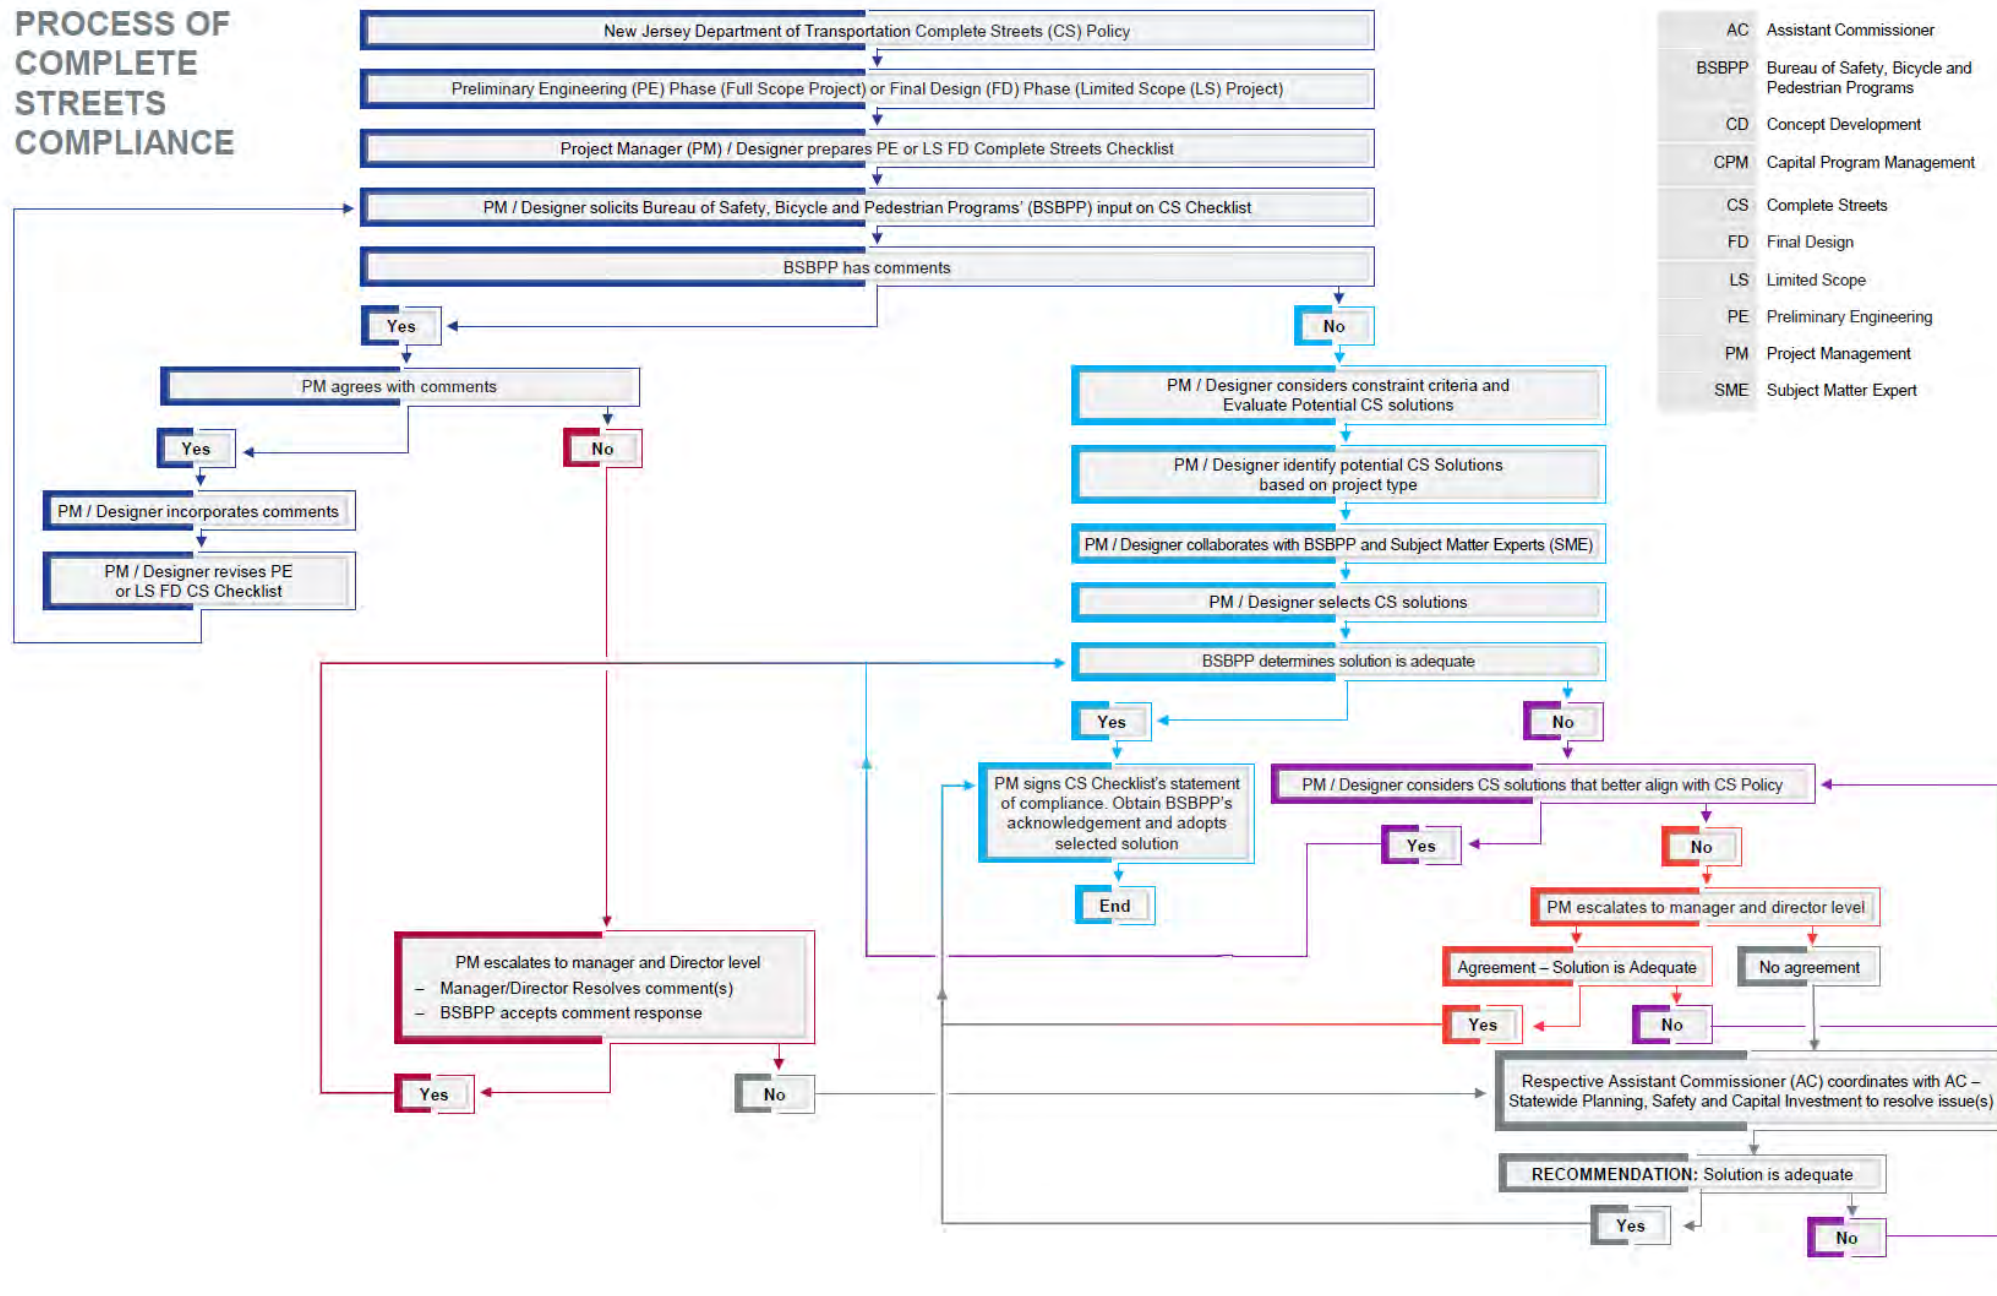 PROCESS OF
COMPLETE
STREETS
COMPLIANCE
New Jersey Department of Transportation Complete Streets (CS) Policy
Preliminary Engineering (PE) Phase (Full Scope Project) or Final Design (FD) Phase (Limited Scope (LS) Project)
Project Manager (PM) / Designer prepares PE or LS FD Complete Streets Checklist
PM / Designer solicits Bureau of Safety, Bicycle and Pedestrian Programs' (BSBPP) input on CS Checklist
BSBPP has comments
Yes
No
PM agrees with comments
Yes
No
PM / Designer incorporates comments
PM / Designer revises PE
or LS FD CS Checklist
PM / Designer considers constraint criteria and
Evaluate Potential CS solutions
PM / Designer identify potential CS Solutions
based on project type
PM / Designer collaborates with BSBPP and Subject Matter Experts (SME)
PM / Designer selects CS solutions
BSBPP determines solution is adequate
Yes
No
PM signs CS Checklist's statement
of compliance. Obtain BSBPP's
acknowledgement and adopts
selected solution
End
PM / Designer considers CS solutions that better align with CS Policy
Yes
No
PM escalates to manager and director level
Agreement – Solution is Adequate
No agreement
Yes
No
PM escalates to manager and Director level
– Manager/Director Resolves comment(s)
– BSBPP accepts comment response
Yes
No
Respective Assistant Commissioner (AC) coordinates with AC –
Statewide Planning, Safety and Capital Investment to resolve issue(s)
RECOMMENDATION: Solution is adequate
Yes
No
AC Assistant Commissioner
BSBPP Bureau of Safety, Bicycle and
Pedestrian Programs
CD Concept Development
CPM Capital Program Management
CS Complete Streets
FD Final Design
LS Limited Scope
PE Preliminary Engineering
PM Project Management
SME Subject Matter Expert